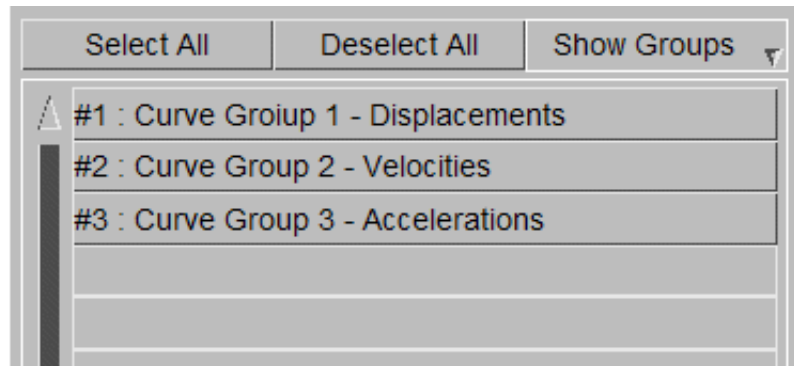 Select All Deselect All Show Groups
#1 : Curve Groiup 1 - Displacements
#2 : Curve Group 2 - Velocities
#3 : Curve Group 3 - Accelerations